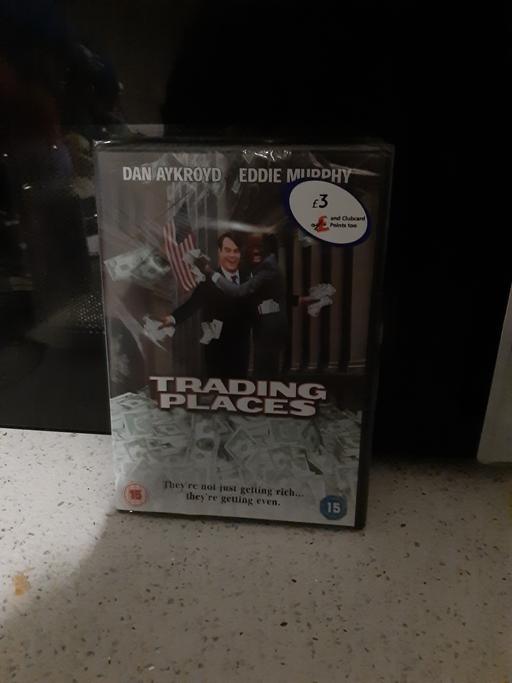 DAN AYKROYD EDDIE MURPHY
£3
and Clubcard
Points too
TRADING
PLACES
They're not just getting rich...
they're getting even.
15
15